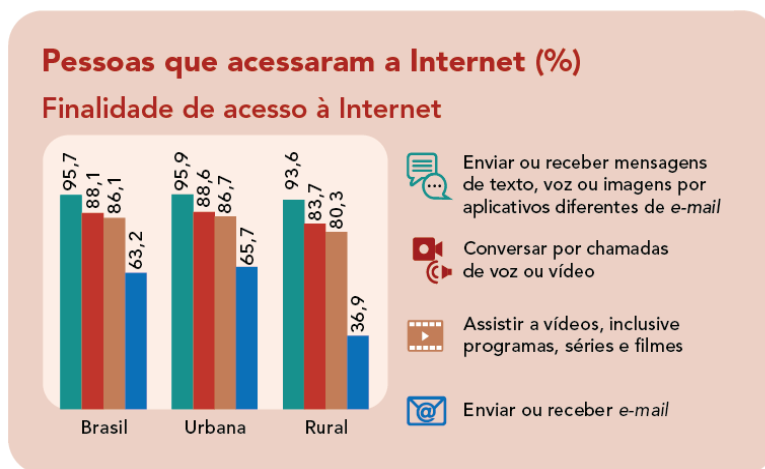 Pessoas que acessaram a Internet (%)
Finalidade de acesso à Internet
95,7
88,1
86,1
63,2
95,9
88,6
86,7
65,7
93,6
83,7
80,3
36,9
Brasil
Urbana
Rural
Enviar ou receber mensagens
de texto, voz ou imagens por
aplicativos diferentes de e-mail
Conversar por chamadas
de voz ou vídeo
Assistir a vídeos, inclusive
programas, séries e filmes
@
Enviar ou receber e-mail